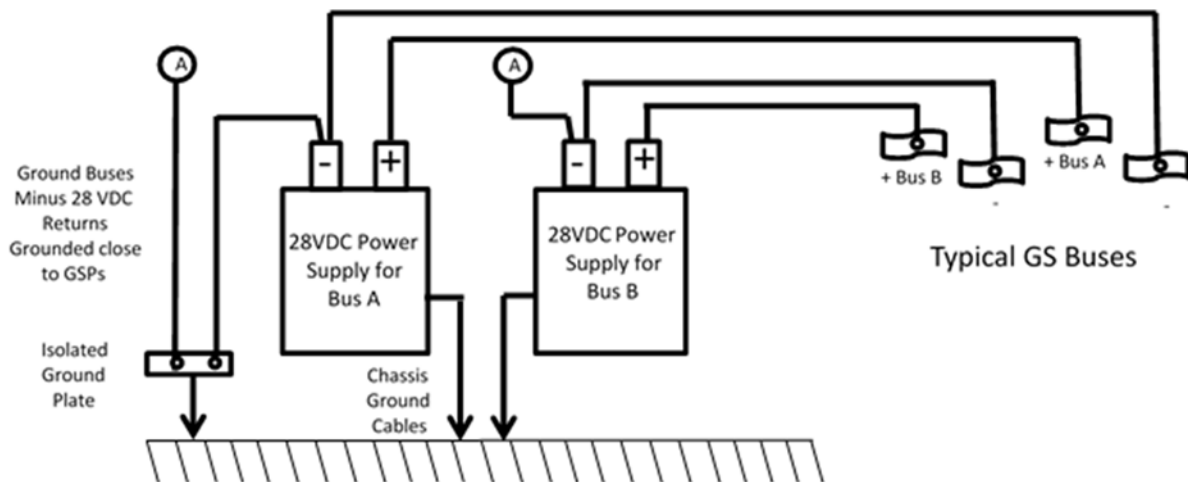 A
A
Ground Buses
Minus 28 VDC
Returns
Grounded close
to GSPs
-
+
28VDC Power
Supply for
Bus A
-
+
28VDC Power
Supply for
Bus B
+ Bus B
-
+ Bus A
-
Typical GS Buses
Isolated
Ground
Plate
Chassis
Ground
Cables